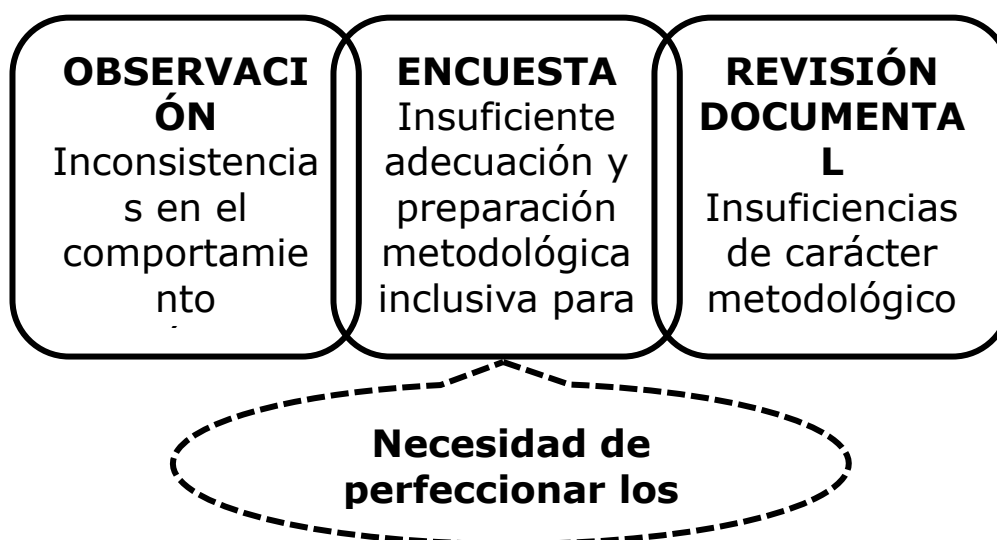 OBSERVACI
ÓN
Inconsistencia
s en el
comportamie
nto
ENCUESTA
Insuficiente
adecuación y
preparación
metodológica
inclusiva para
REVISIÓN
DOCUMENTA
L
Insuficiencias
de carácter
metodológico
Necesidad de
perfeccionar los